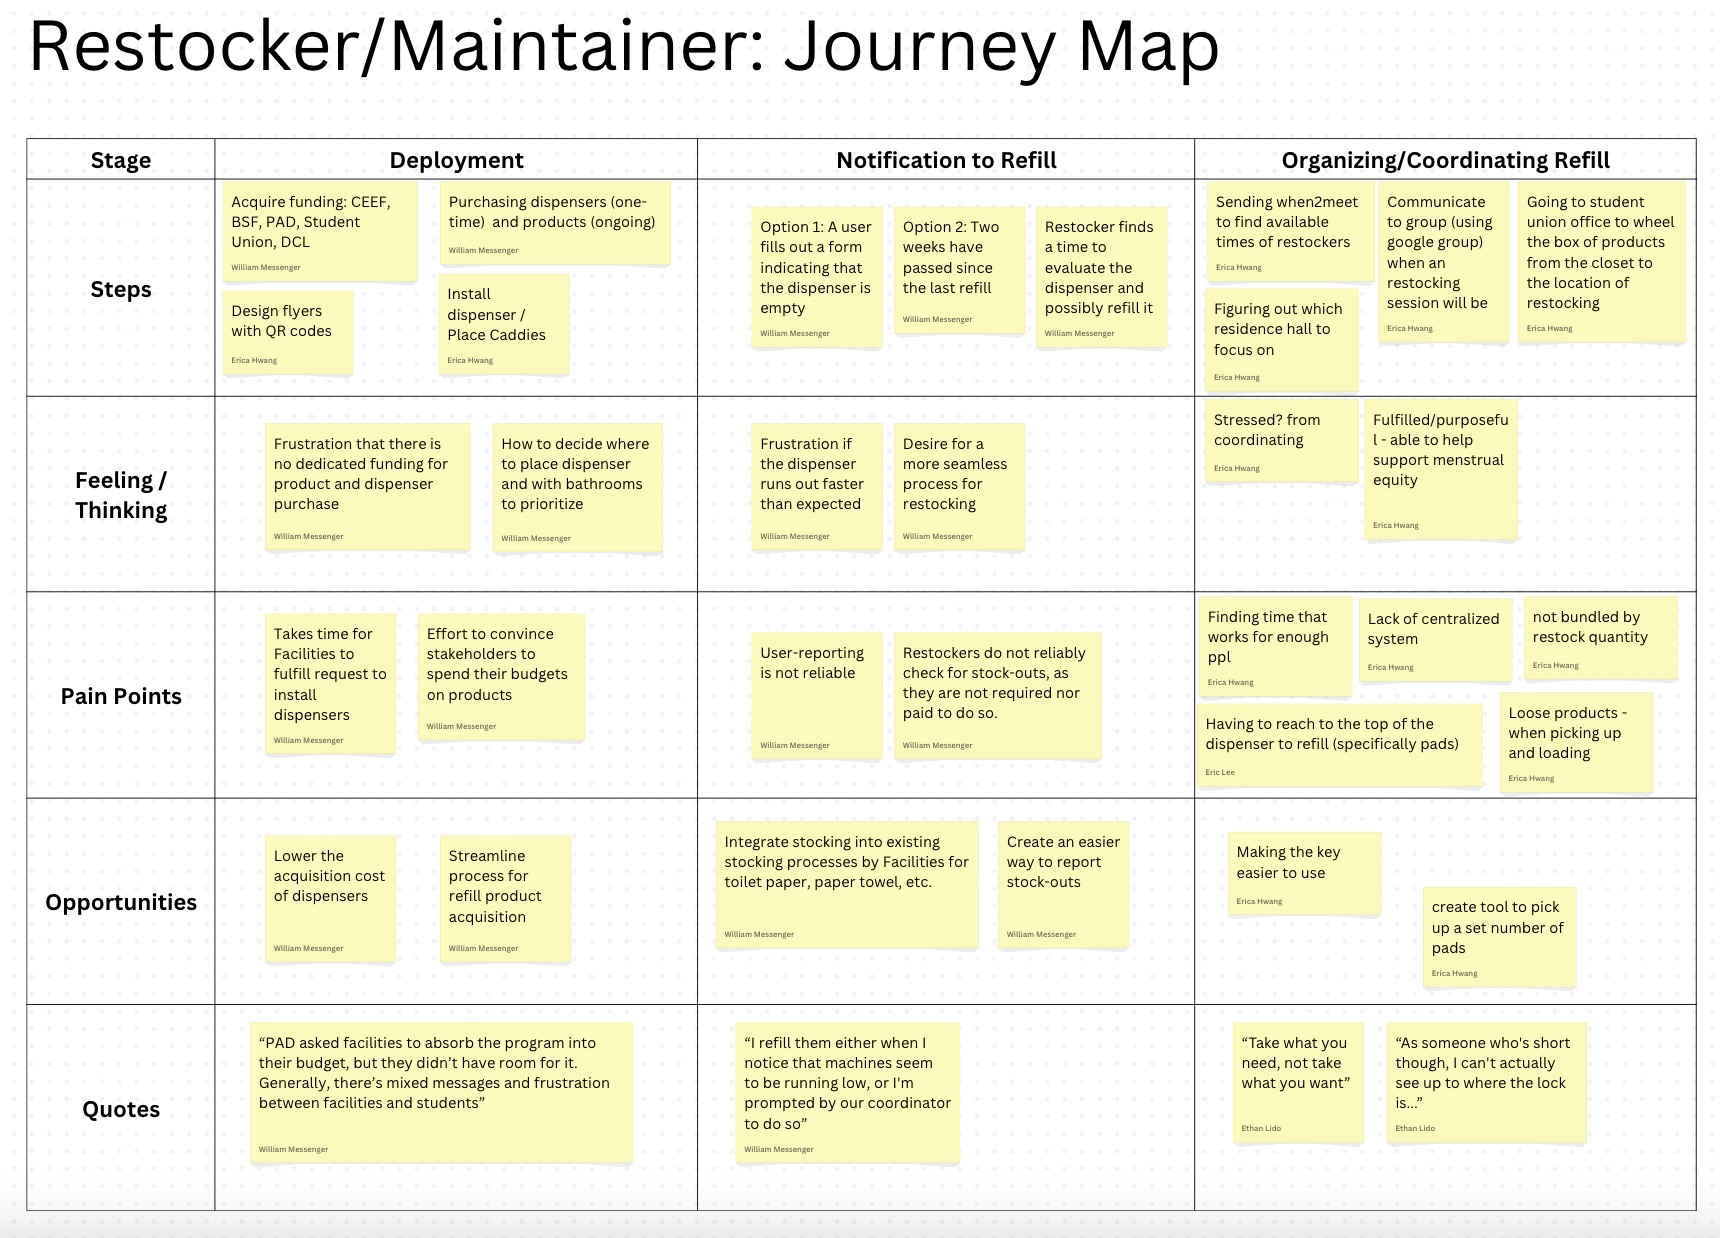 Restocker/Maintainer: Journey Map
Stage
Deployment
Notification to Refill
Organizing/Coordinating Refill
Steps
Acquire funding: CEEF,
BSF, PAD, Student
Union, DCL
William Messenger
Purchasing dispensers (one-
time) and products (ongoing)
William Messenger
Design flyers
with QR codes
Erica Hwang
Install
dispenser /
Place Caddies
Erica Hwang
Option 1: A user
fills out a form
indicating that
the dispenser is
empty
William Messenger
Option 2: Two
weeks have
passed since
the last refill
William Messenger
Restocker finds
a time to
evaluate the
dispenser and
possibly refill it
William Messenger
Sending when2meet
to find available
times of restockers
Erica Hwang
Communicate
to group (using
google group)
when an
restocking
session will be
Erica Hwang
Going to student
union office to wheel
the box of products
from the closet to
the location of
restocking
Erica Hwang
Figuring out which
residence hall to
focus on
Erica Hwang
Feeling /
Thinking
Frustration that there is
no dedicated funding for
product and dispenser
purchase
William Messenger
How to decide where
to place dispenser
and with bathrooms
to prioritize
William Messenger
Frustration if
the dispenser
runs out faster
than expected
William Messenger
Desire for a
more seamless
process for
restocking
William Messenger
Stressed? from
coordinating
Erica Hwang
Fulfilled/purposefu
l - able to help
support menstrual
equity
Erica Hwang
Pain Points
Takes time for
Facilities to
fulfill request to
install
dispensers
William Messenger
Effort to convince
stakeholders to
spend their budgets
on products
William Messenger
User-reporting
is not reliable
William Messenger
Restockers do not reliably
check for stock-outs, as
they are not required nor
paid to do so.
William Messenger
Finding time that
works for enough
ppl
Erica Hwang
Lack of centralized
system
Erica Hwang
not bundled by
restock quantity
Erica Hwang
Having to reach to the top of the
dispenser to refill (specifically pads)
Eric Lee
Loose products -
when picking up
and loading
Erica Hwang
Opportunities
Lower the
acquisition cost
of dispensers
William Messenger
Streamline
process for
refill product
acquisition
William Messenger
Integrate stocking into existing
stocking processes by Facilities for
toilet paper, paper towel, etc.
William Messenger
Create an easier
way to report
stock-outs
William Messenger
Making the key
easier to use
Erica Hwang
create tool to pick
up a set number of
pads
Erica Hwang
Quotes
“PAD asked facilities to absorb the program into
their budget, but they didn’t have room for it.
Generally, there’s mixed messages and frustration
between facilities and students”
William Messenger
“I refill them either when I
notice that machines seem
to be running low, or I'm
prompted by our coordinator
to do so”
William Messenger
“Take what you
need, not take
what you want”
Ethan Lido
“As someone who's short
though, I can't actually
see up to where the lock
is...”
Ethan Lido